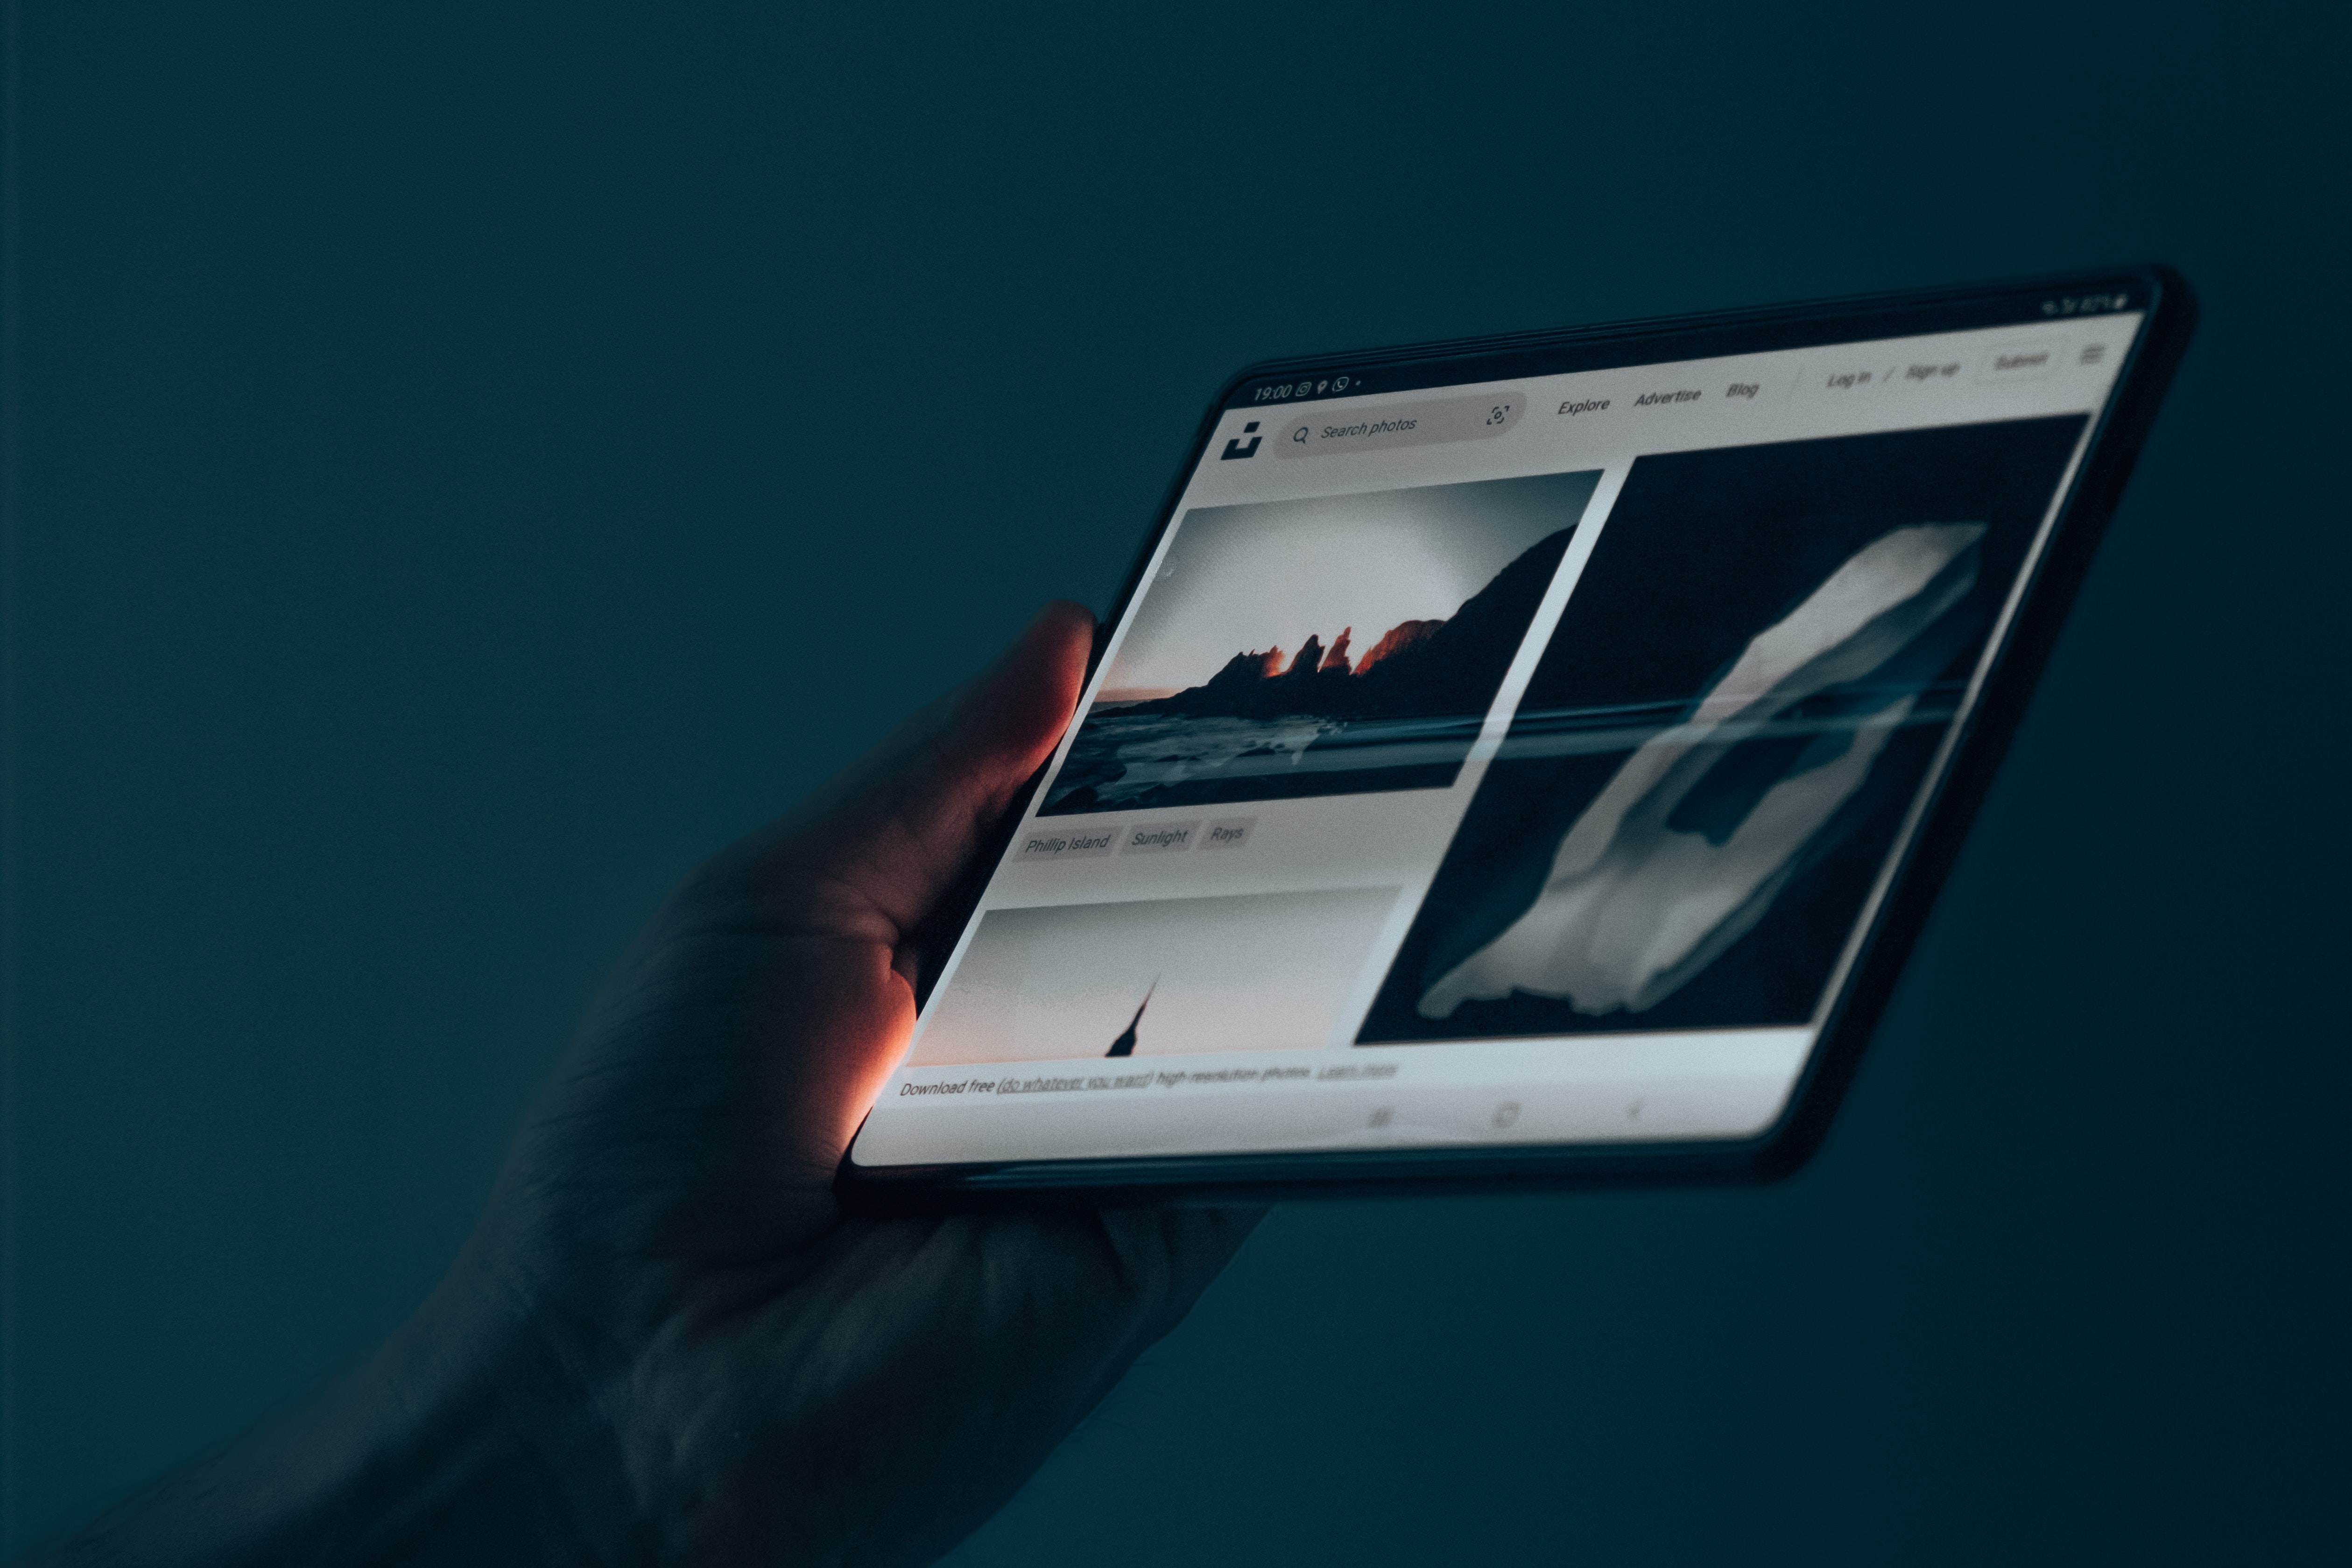 19:00
Search photos
Explore Advertise Blog Log in / Sign up Submit
Phillip Island Sunlight Rays
Download free (do whatever you want) high-resolution photos. Learn more